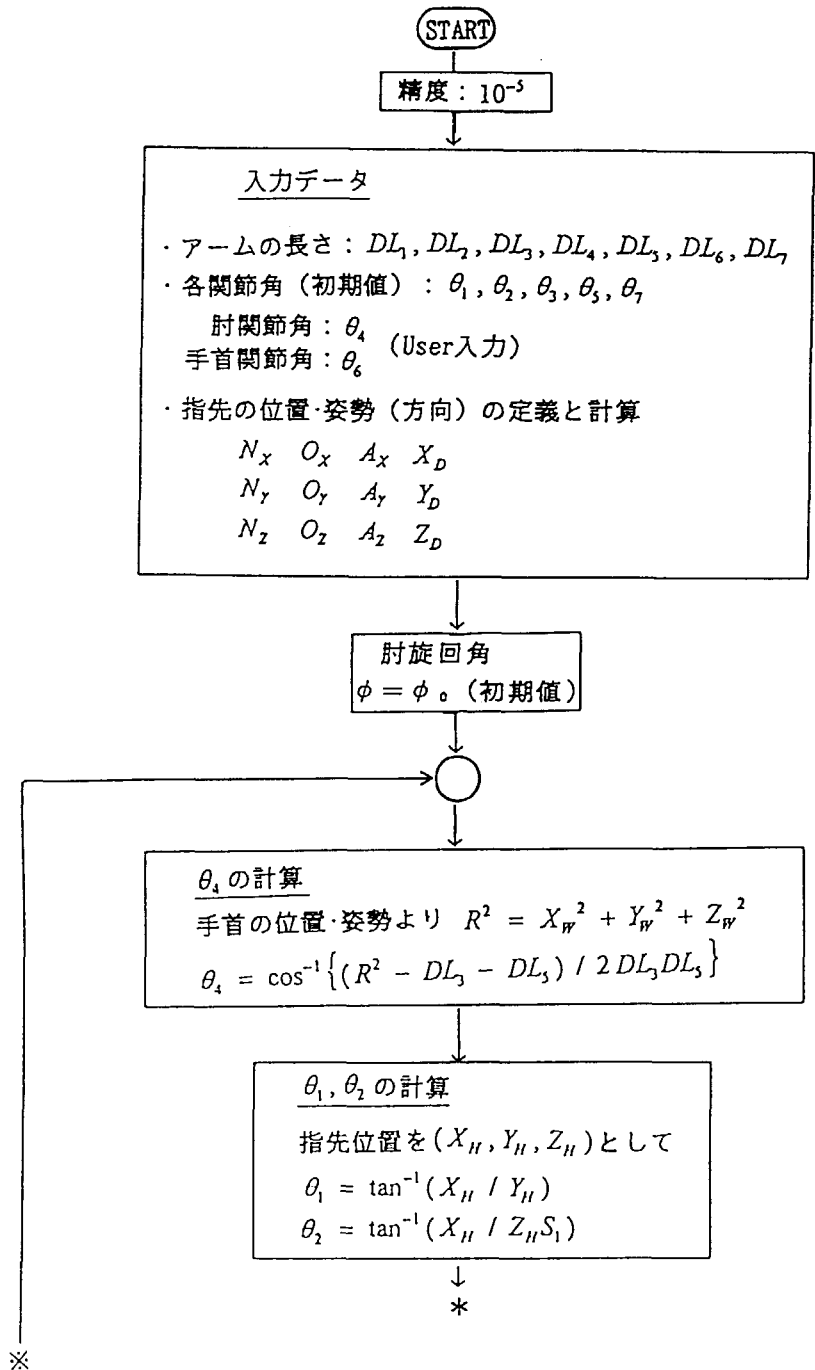 START
精度：10⁻⁵
入力データ
・アームの長さ：DL₁, DL₂, DL₃, DL₄, DL₅, DL₆, DL₇
・各関節角（初期値）：θ₁, θ₂, θ₃, θ₅, θ₇
肘関節角：θ₄
手首関節角：θ₆ (User入力)
・指先の位置・姿勢（方向）の定義と計算
N_X O_X A_X X_D
N_Y O_Y A_Y Y_D
N_Z O_Z A_Z Z_D
肘旋回角
φ = φ₀ (初期値)
θ₄の計算
手首の位置・姿勢より R² = X_W² + Y_W² + Z_W²
θ₄ = cos⁻¹{(R² − DL₃ − DL₅) / 2DL₃DL₅}
θ₁, θ₂の計算
指先位置を(X_H, Y_H, Z_H)として
θ₁ = tan⁻¹(X_H / Y_H)
θ₂ = tan⁻¹(X_H / Z_HS₁)
*
※